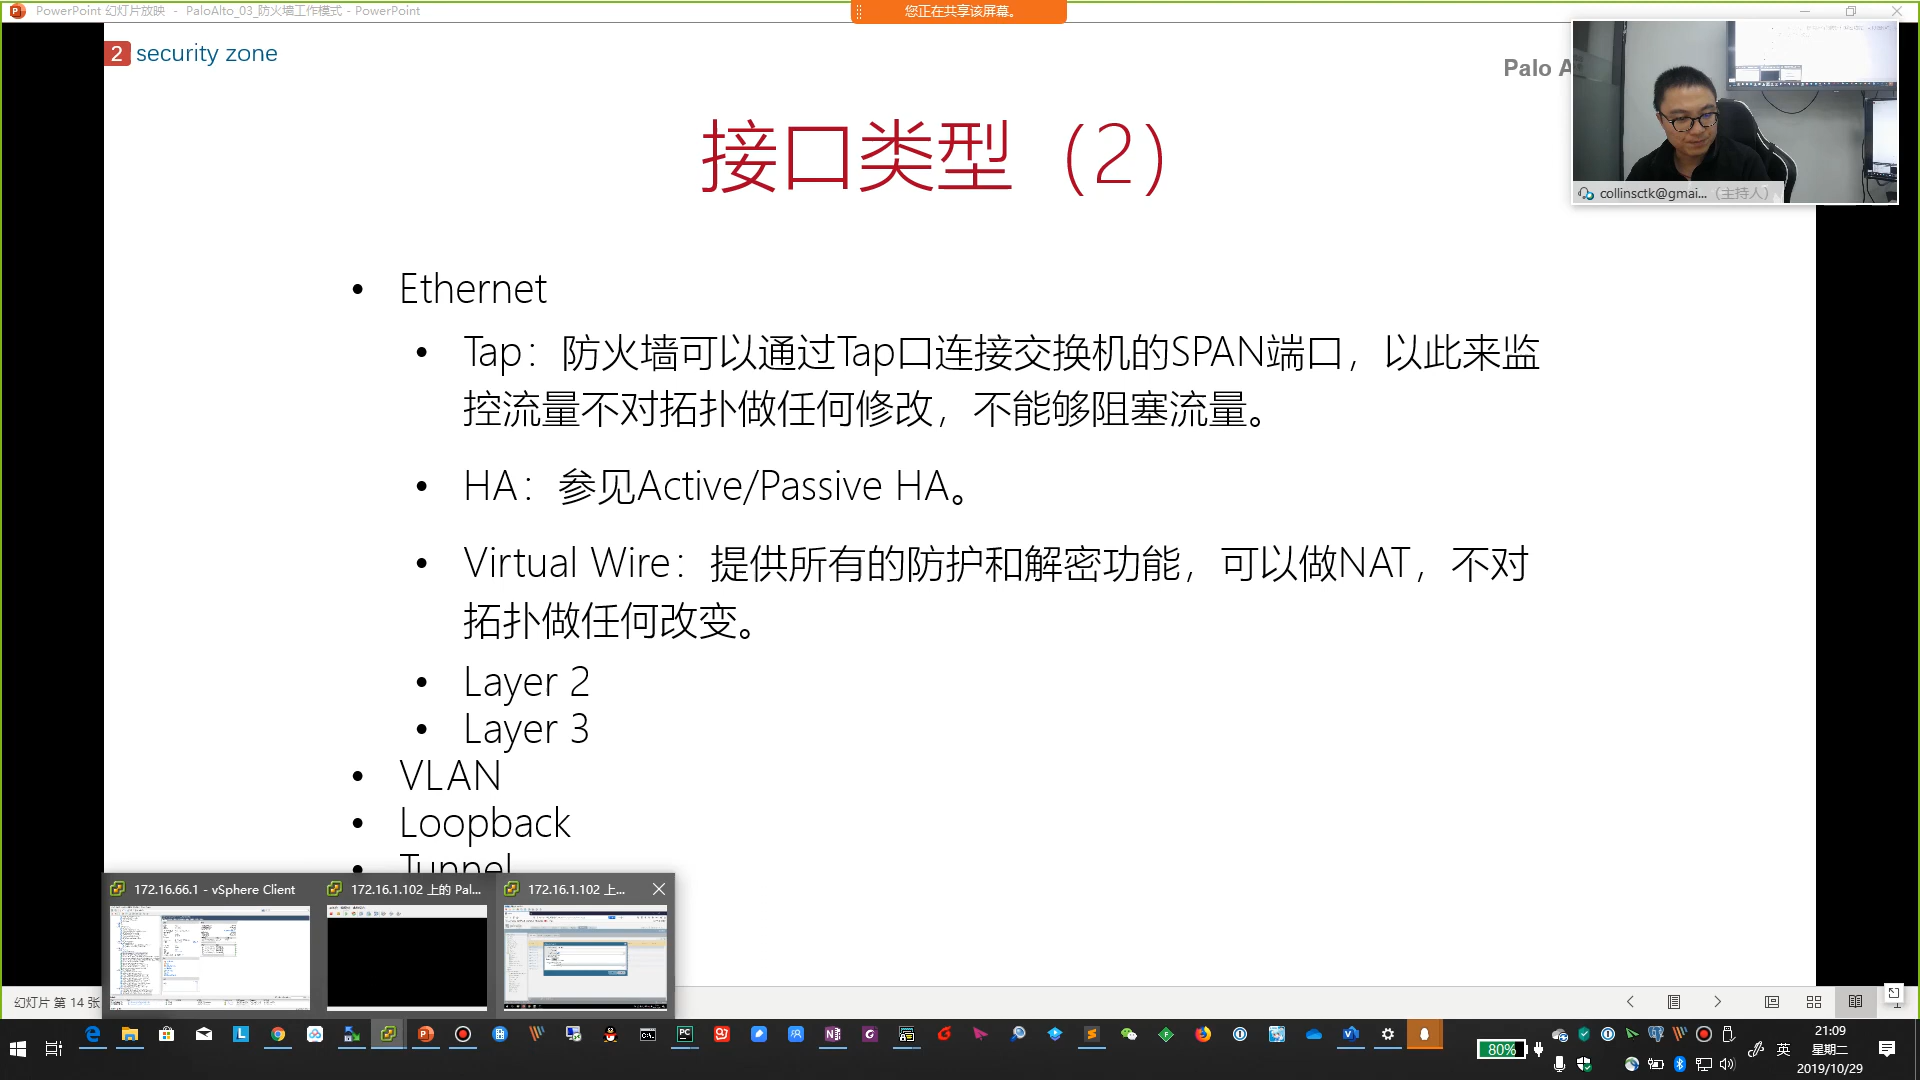 PowerPoint 幻灯片放映 - PaloAlto_03_防火墙工作模式 - PowerPoint
您正在共享该屏幕。
2 security zone
Palo A
collinsctk@gmai... (主持人)
接口类型（2）
• Ethernet
• Tap：防火墙可以通过Tap口连接交换机的SPAN端口，以此来监
控流量不对拓扑做任何修改，不能够阻塞流量。
• HA：参见Active/Passive HA。
• Virtual Wire：提供所有的防护和解密功能，可以做NAT，不对
拓扑做任何改变。
• Layer 2
• Layer 3
• VLAN
• Loopback
• Tunnel
172.16.66.1 - vSphere Client
172.16.1.102 上的 Pal...
172.16.1.102 上...
幻灯片 第 14 张
80%
英
21:09
星期二
2019/10/29